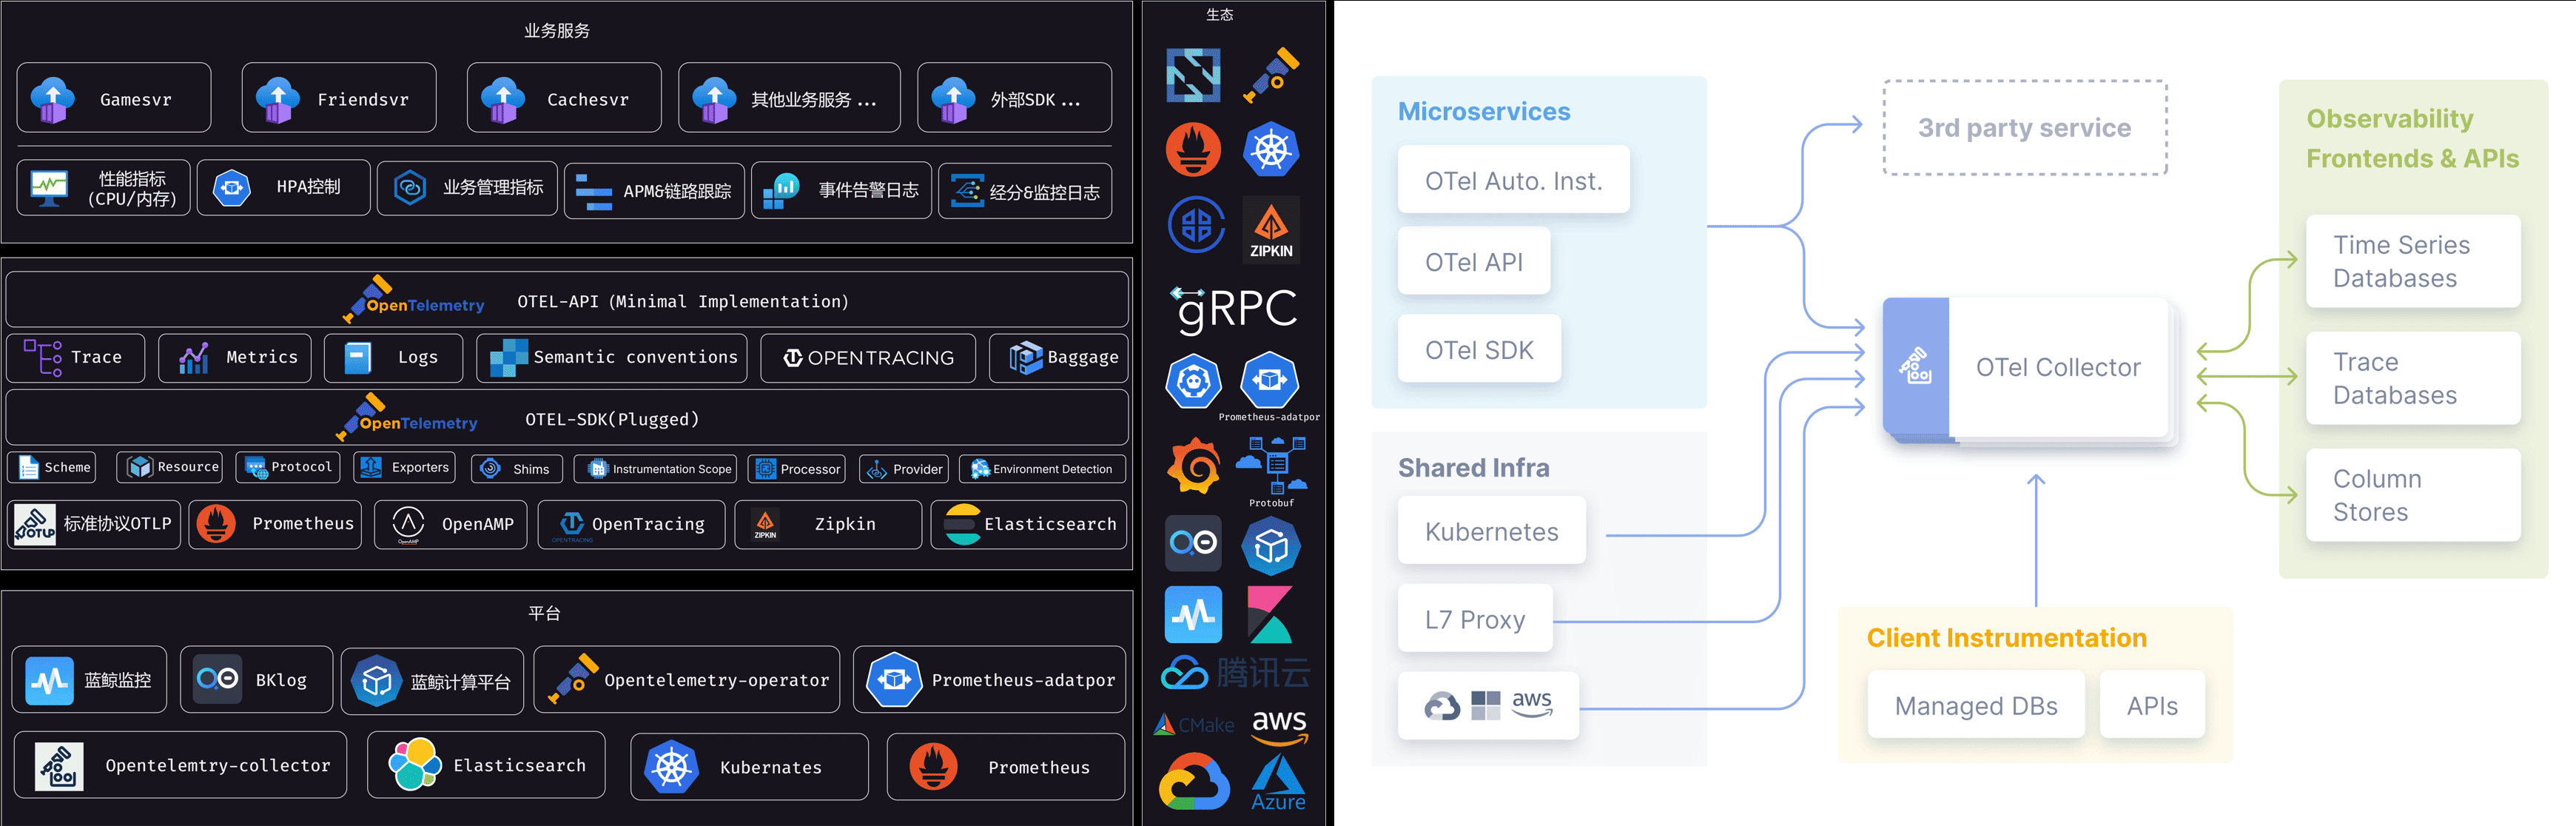 业务服务
Gamesvr
Friendsvr
Cachesvr
其他业务服务 ...
外部SDK ...
性能指标
(CPU/内存)
HPA控制
业务管理指标
APM&链路跟踪
事件告警日志
经分&监控日志
OpenTelemetry
OTEL-API (Minimal Implementation)
Trace
Metrics
Logs
Semantic conventions
OPENTRACING
Baggage
OpenTelemetry
OTEL-SDK(Plugged)
Scheme
Resource
Protocol
Exporters
Shims
Instrumentation Scope
Processor
Provider
Environment Detection
OTLP
标准协议OTLP
Prometheus
OpenAMP
OpenAMP
OPENTRACING
OpenTracing
ZIPKIN
Zipkin
Elasticsearch
平台
蓝鲸监控
BKlog
蓝鲸计算平台
Opentelemetry-operator
Prometheus-adatpor
Opentelemtry-collector
Elasticsearch
Kubernates
Prometheus
生态
ZIPKIN
gRPC
Prometheus-adatpor
Protobuf
腾讯云
CMake
aws
Azure
Microservices
OTel Auto. Inst.
OTel API
OTel SDK
Shared Infra
Kubernetes
L7 Proxy
aws
3rd party service
OTel Collector
Client Instrumentation
Managed DBs
APIs
Observability
Frontends & APIs
Time Series
Databases
Trace
Databases
Column
Stores